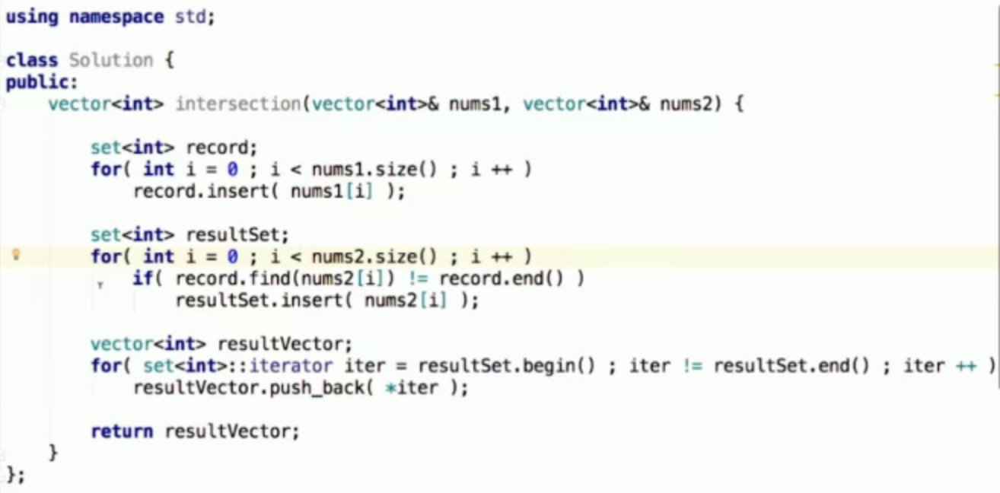 using namespace std;
class Solution {
public:
vector<int> intersection(vector<int>& nums1, vector<int>& nums2) {
set<int> record;
for( int i = 0 ; i < nums1.size() ; i ++ )
record.insert( nums1[i] );
set<int> resultSet;
for( int i = 0 ; i < nums2.size() ; i ++ )
if( record.find(nums2[i]) != record.end() )
resultSet.insert( nums2[i] );
vector<int> resultVector;
for( set<int>::iterator iter = resultSet.begin() ; iter != resultSet.end() ; iter ++ )
resultVector.push_back( *iter );
return resultVector;
}
};